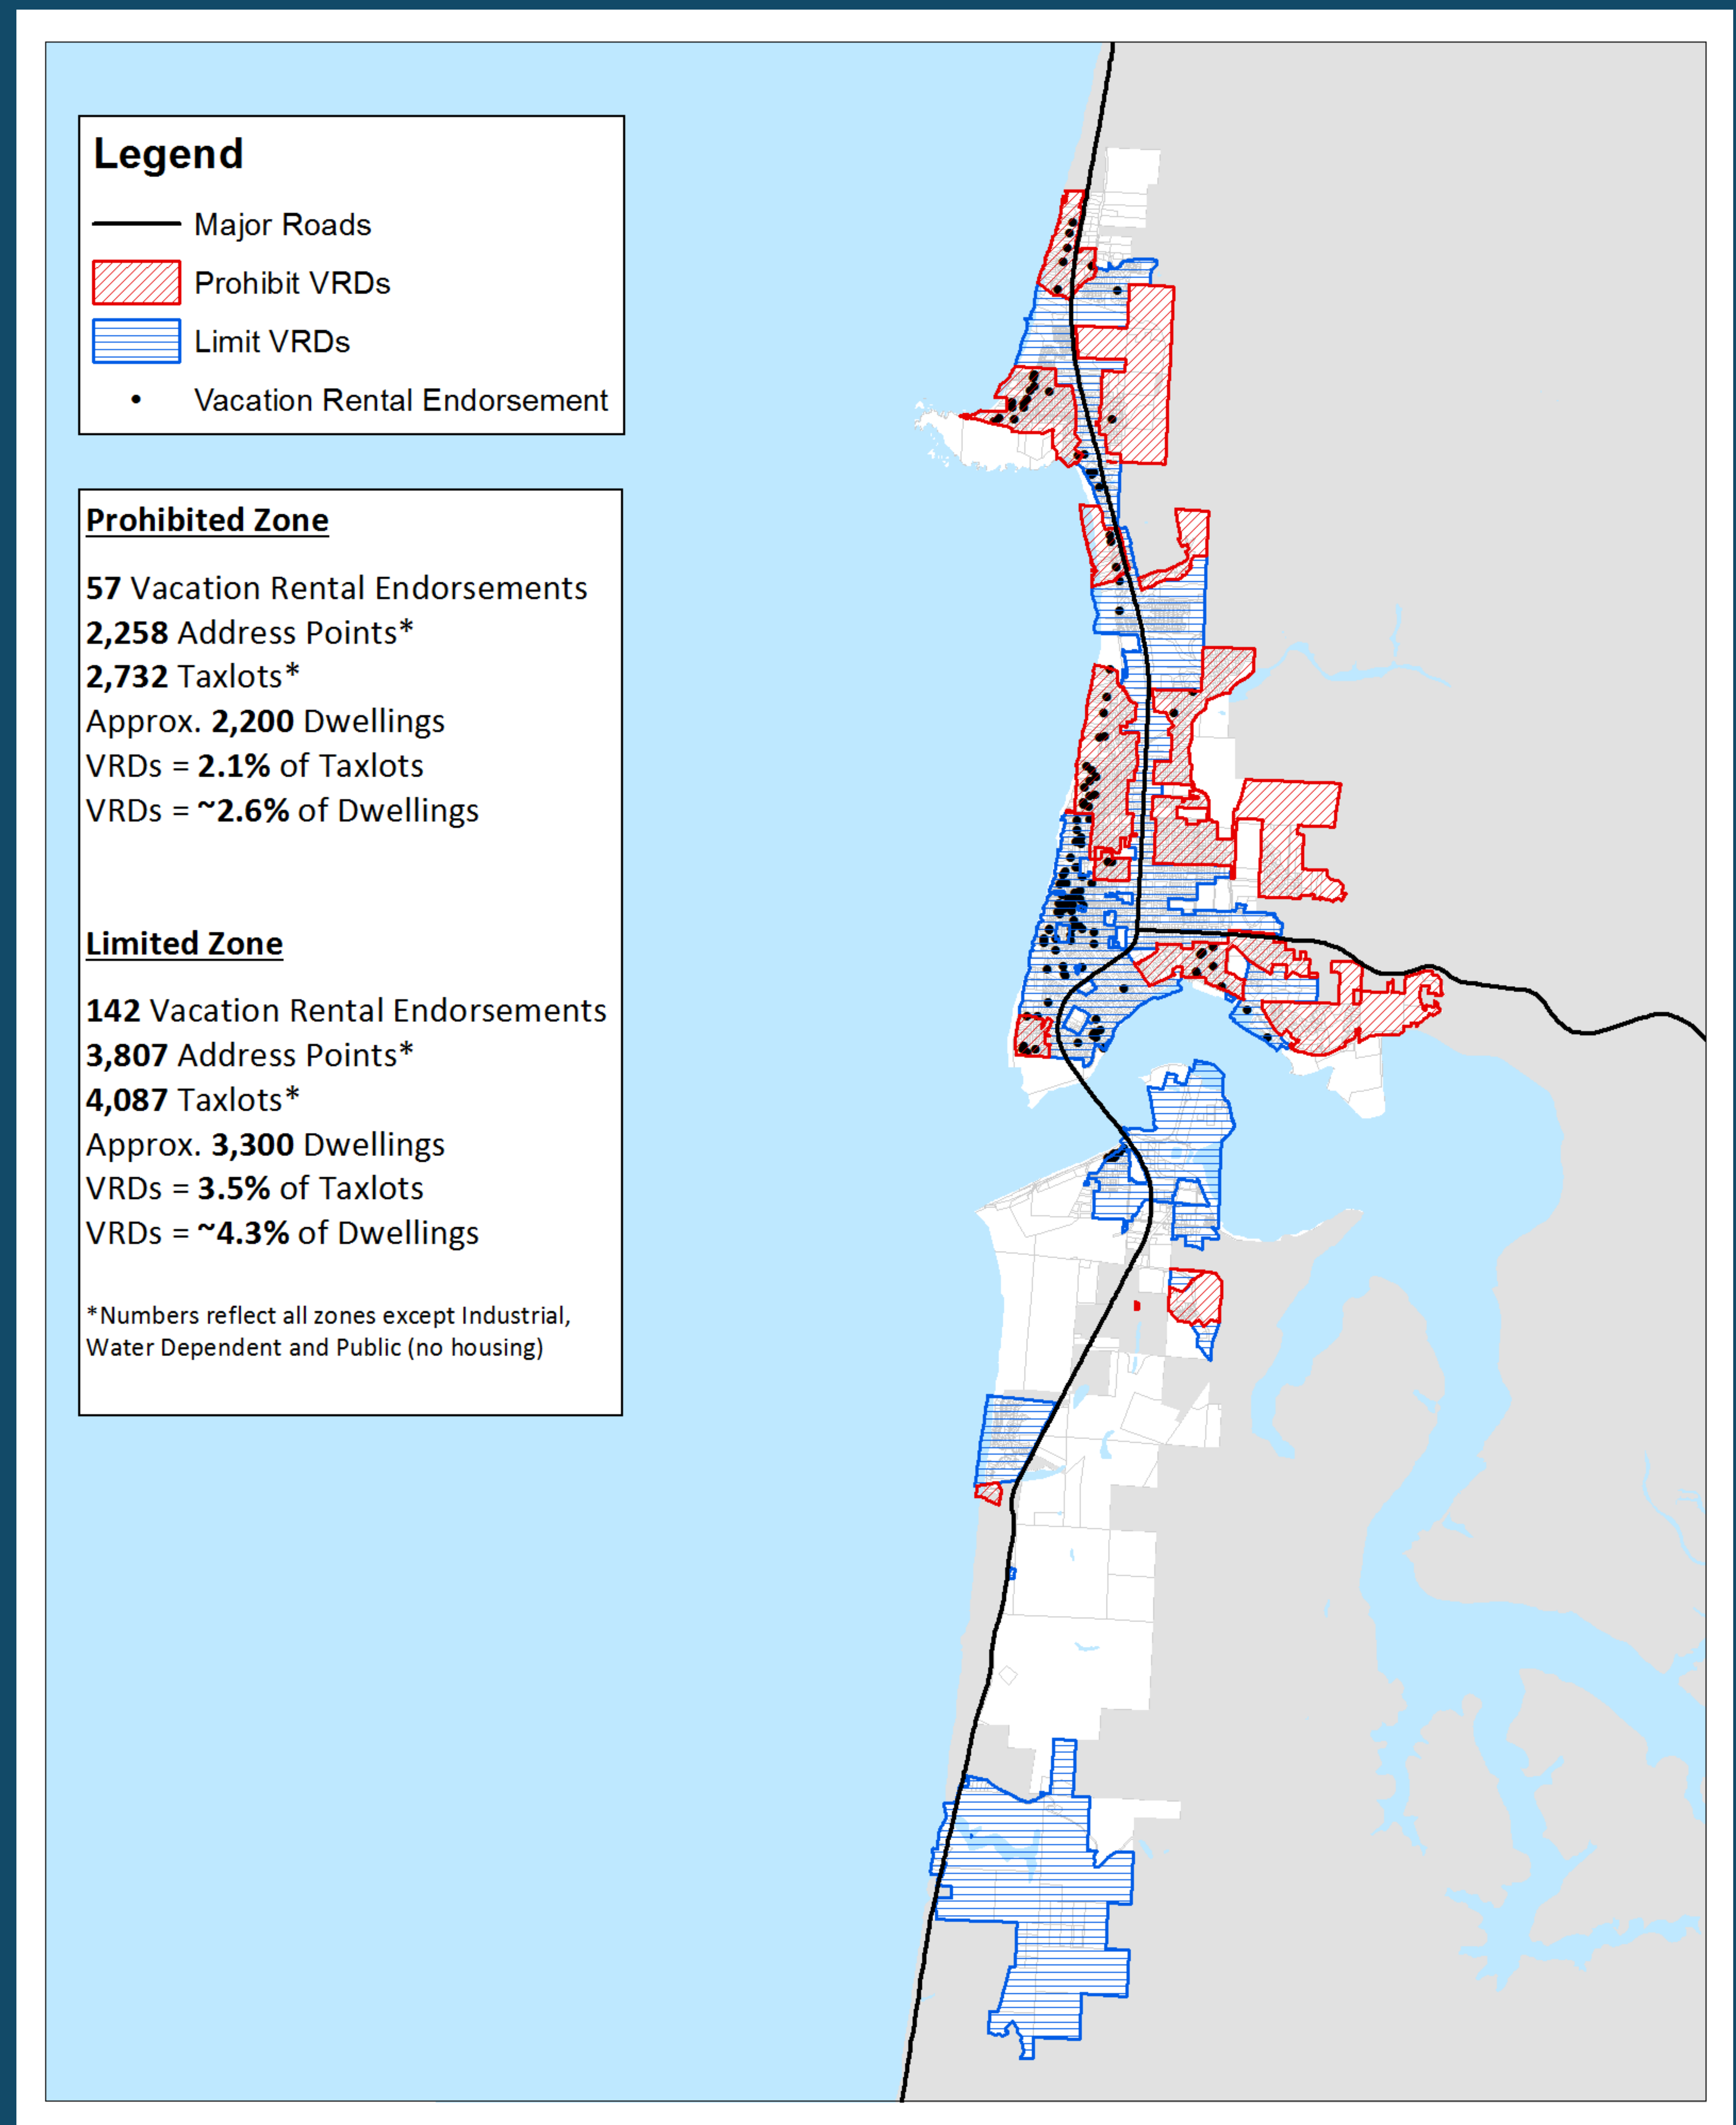 Legend
Major Roads
Prohibit VRDs
Limit VRDs
Vacation Rental Endorsement
Prohibited Zone
57 Vacation Rental Endorsements
2,258 Address Points*
2,732 Taxlots*
Approx. 2,200 Dwellings
VRDs = 2.1% of Taxlots
VRDs = ~2.6% of Dwellings
Limited Zone
142 Vacation Rental Endorsements
3,807 Address Points*
4,087 Taxlots*
Approx. 3,300 Dwellings
VRDs = 3.5% of Taxlots
VRDs = ~4.3% of Dwellings
*Numbers reflect all zones except Industrial,
Water Dependent and Public (no housing)